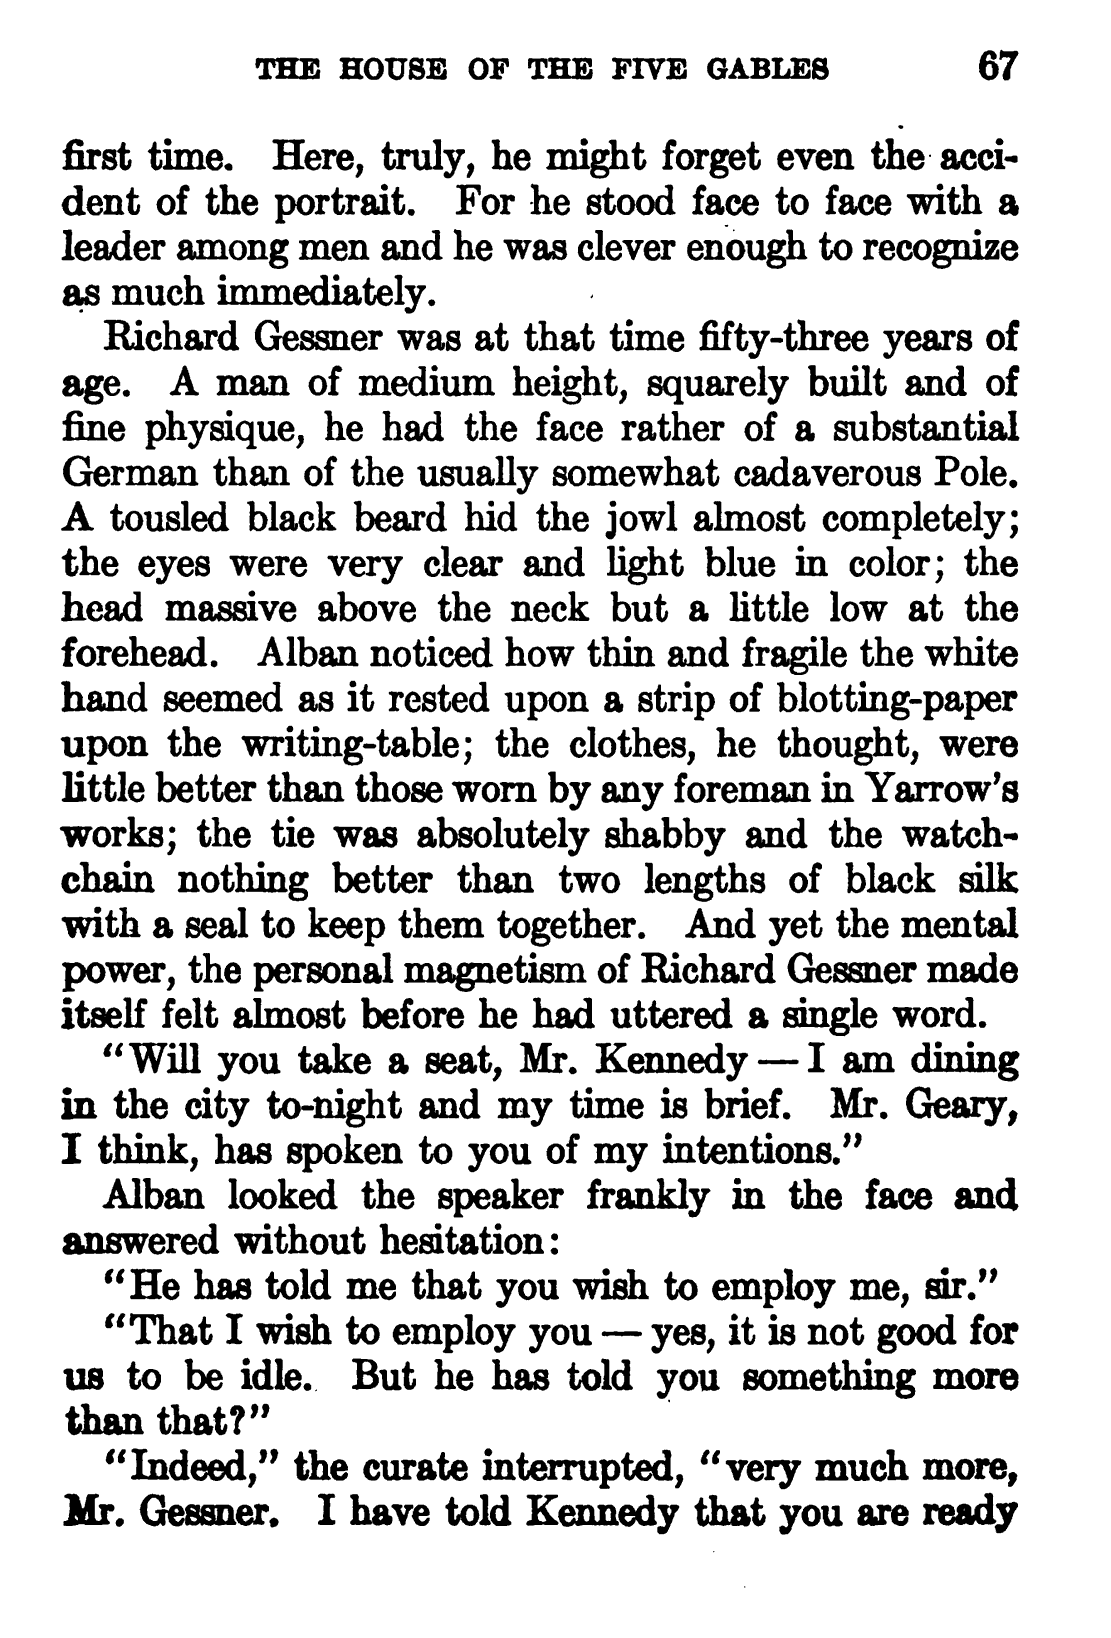 THE HOUSE OF THE FIVE GABLES 67
first time. Here, truly, he might forget even the acci-
dent of the portrait. For he stood face to face with a
leader among men and he was clever enough to recognize
as much immediately.
Richard Gessner was at that time fifty-three years of
age. A man of medium height, squarely built and of
fine physique, he had the face rather of a substantial
German than of the usually somewhat cadaverous Pole.
A tousled black beard hid the jowl almost completely;
the eyes were very clear and light blue in color; the
head massive above the neck but a little low at the
forehead. Alban noticed how thin and fragile the white
hand seemed as it rested upon a strip of blotting-paper
upon the writing-table; the clothes, he thought, were
little better than those worn by any foreman in Yarrow's
works; the tie was absolutely shabby and the watch-
chain nothing better than two lengths of black silk
with a seal to keep them together. And yet the mental
power, the personal magnetism of Richard Gessner made
itself felt almost before he had uttered a single word.
"Will you take a seat, Mr. Kennedy — I am dining
in the city to-night and my time is brief. Mr. Geary,
I think, has spoken to you of my intentions."
Alban looked the speaker frankly in the face and
answered without hesitation:
"He has told me that you wish to employ me, sir."
"That I wish to employ you — yes, it is not good for
us to be idle. But he has told you something more
than that?"
"Indeed," the curate interrupted, "very much more,
Mr. Gessner. I have told Kennedy that you are ready